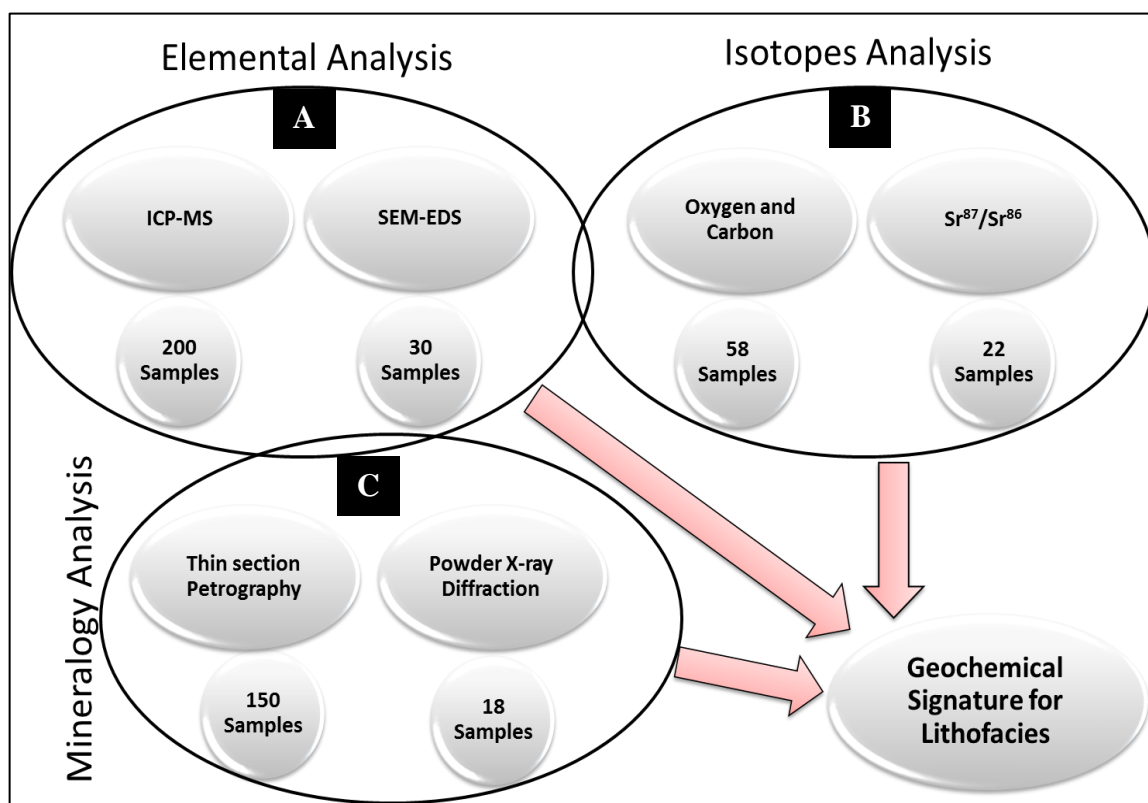 Elemental Analysis
A
ICP-MS
SEM-EDS
200
Samples
30
Samples
Isotopes Analysis
B
Oxygen and
Carbon
Sr⁸⁷/Sr⁸⁶
58
Samples
22
Samples
Mineralogy Analysis
C
Thin section
Petrography
Powder X-ray
Diffraction
150
Samples
18
Samples
Geochemical
Signature for
Lithofacies